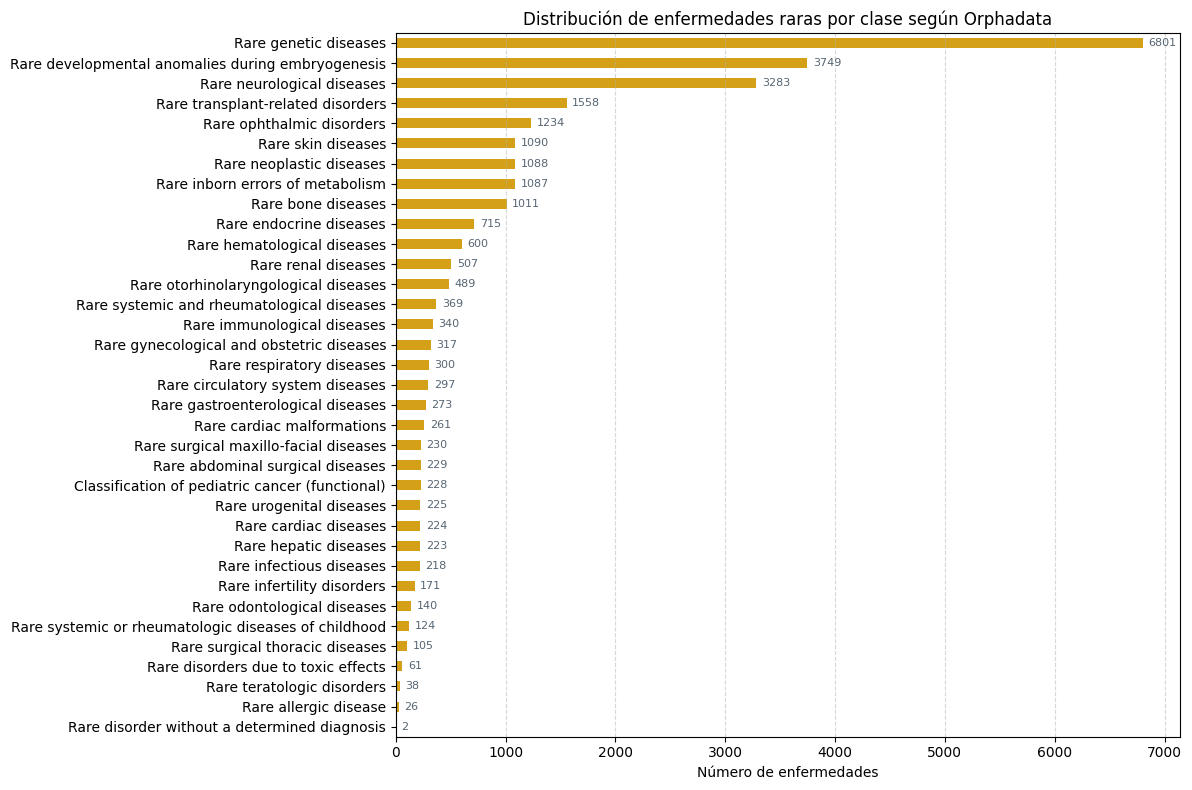 Distribución de enfermedades raras por clase según Orphadata
Rare genetic diseases 6801
Rare developmental anomalies during embryogenesis 3749
Rare neurological diseases 3283
Rare transplant-related disorders 1558
Rare ophthalmic disorders 1234
Rare skin diseases 1090
Rare neoplastic diseases 1088
Rare inborn errors of metabolism 1087
Rare bone diseases 1011
Rare endocrine diseases 715
Rare hematological diseases 600
Rare renal diseases 507
Rare otorhinolaryngological diseases 489
Rare systemic and rheumatological diseases 369
Rare immunological diseases 340
Rare gynecological and obstetric diseases 317
Rare respiratory diseases 300
Rare circulatory system diseases 297
Rare gastroenterological diseases 273
Rare cardiac malformations 261
Rare surgical maxillo-facial diseases 230
Rare abdominal surgical diseases 229
Classification of pediatric cancer (functional) 228
Rare urogenital diseases 225
Rare cardiac diseases 224
Rare hepatic diseases 223
Rare infectious diseases 218
Rare infertility disorders 171
Rare odontological diseases 140
Rare systemic or rheumatologic diseases of childhood 124
Rare surgical thoracic diseases 105
Rare disorders due to toxic effects 61
Rare teratologic disorders 38
Rare allergic disease 26
Rare disorder without a determined diagnosis 2
0 1000 2000 3000 4000 5000 6000 7000
Número de enfermedades